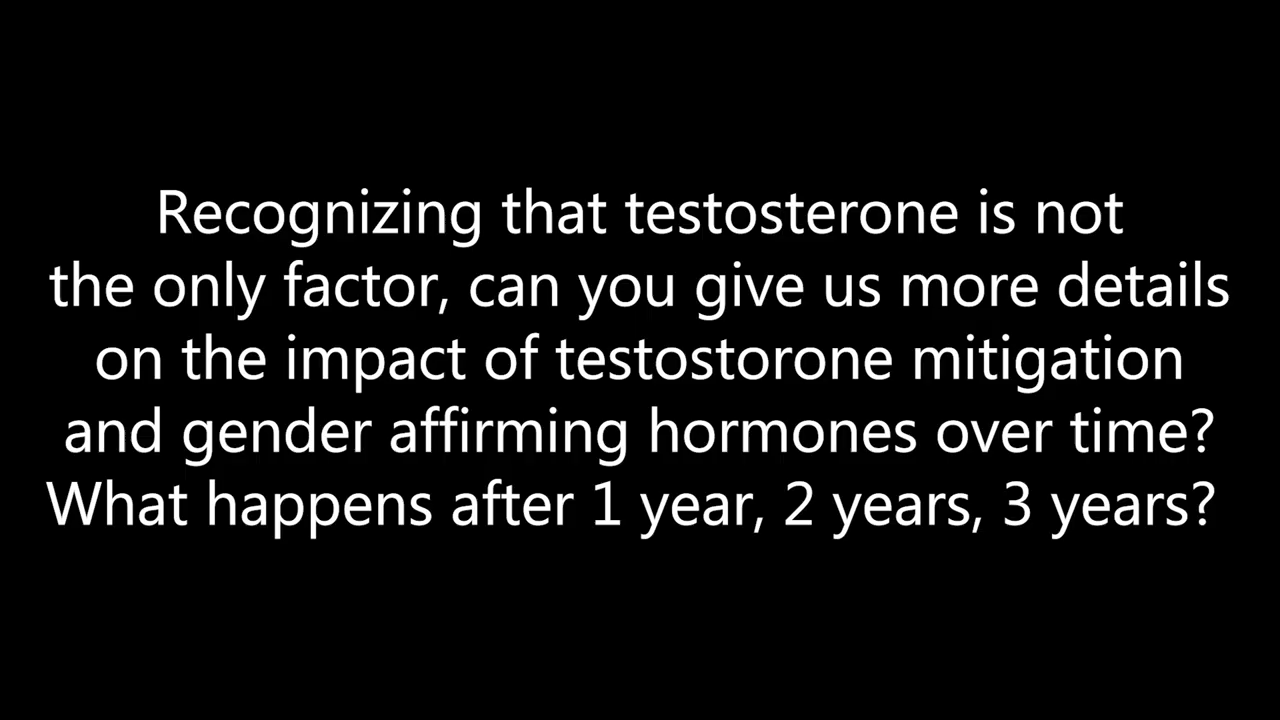 Recognizing that testosterone is not
the only factor, can you give us more details
on the impact of testostorone mitigation
and gender affirming hormones over time?
What happens after 1 year, 2 years, 3 years?